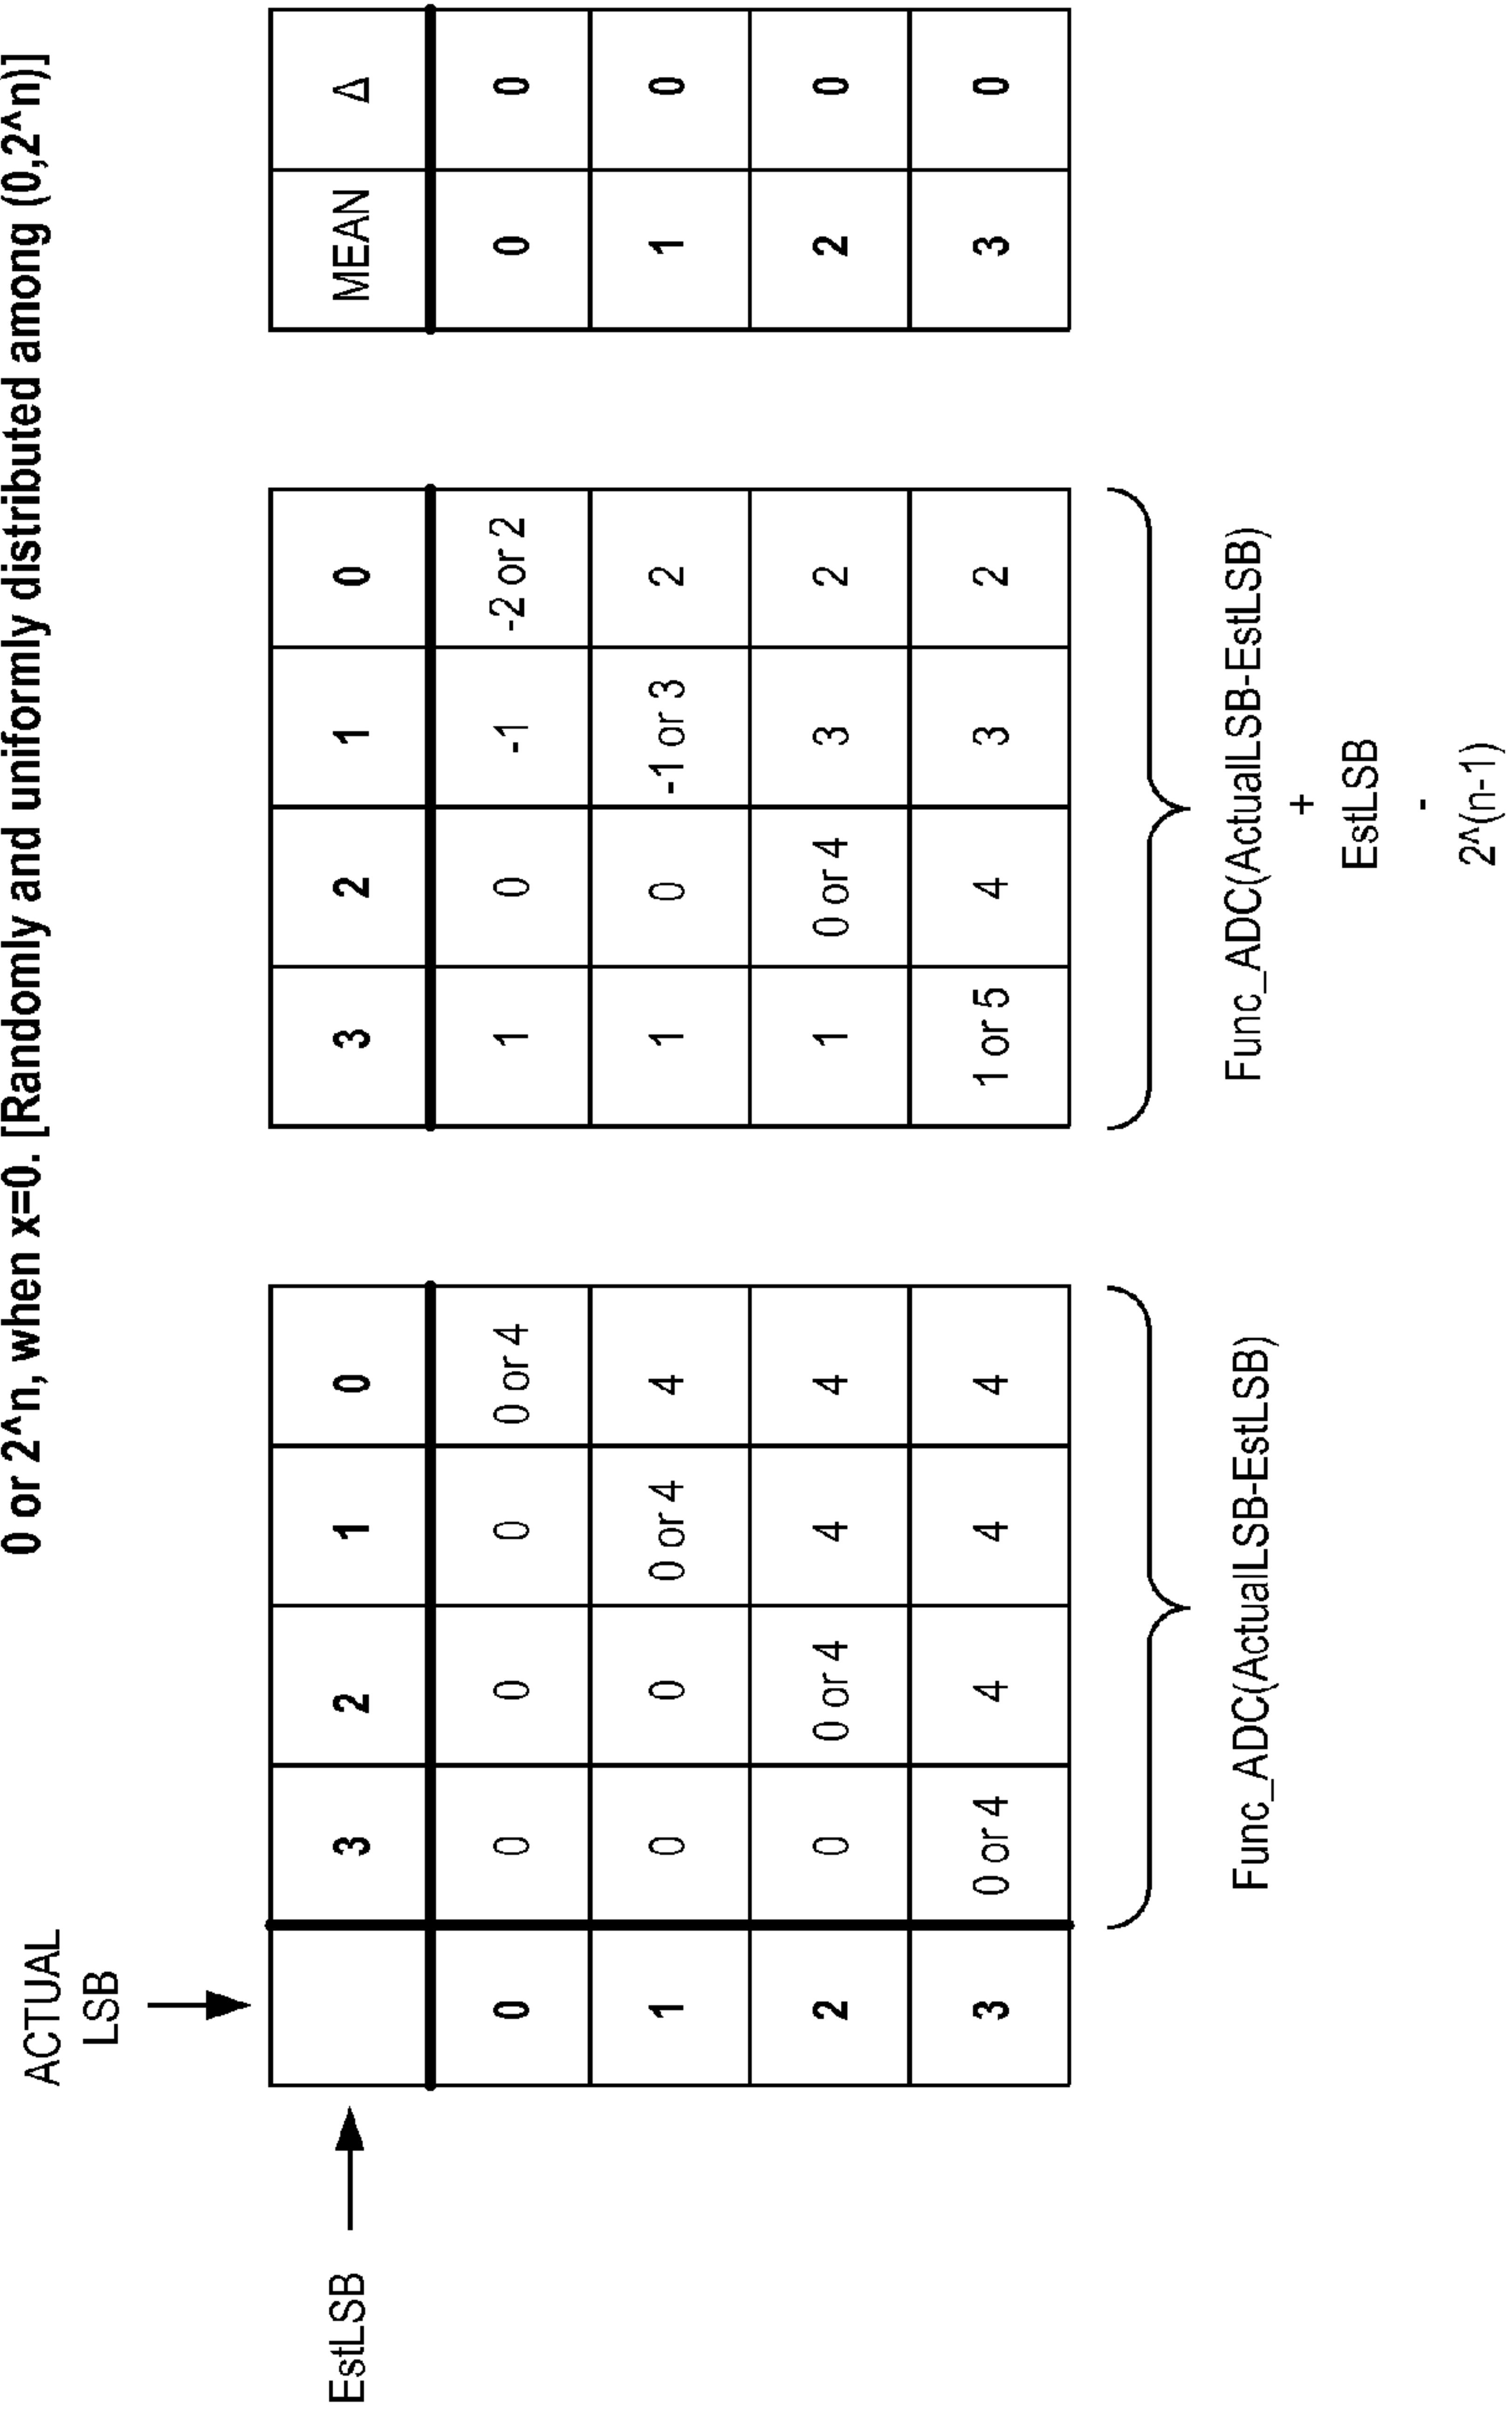 0 or 2^n, when x=0. [Randomly and uniformly distributed among (0,2^n)]
ACTUAL
LSB
EstLSB
3 2 1 0 3 2 1 0 MEAN Δ
0 0 0 0 0 or 4 1 0 -1 -2 or 2 0 0
1 0 0 0 or 4 4 1 0 -1 or 3 2 1 0
2 0 0 or 4 4 4 1 0 or 4 3 2 2 0
3 0 or 4 4 4 4 1 or 5 4 3 2 3 0
Func_ADC(ActualLSB-EstLSB)
Func_ADC(ActualLSB-EstLSB)
+
EstLSB
-
2^(n-1)